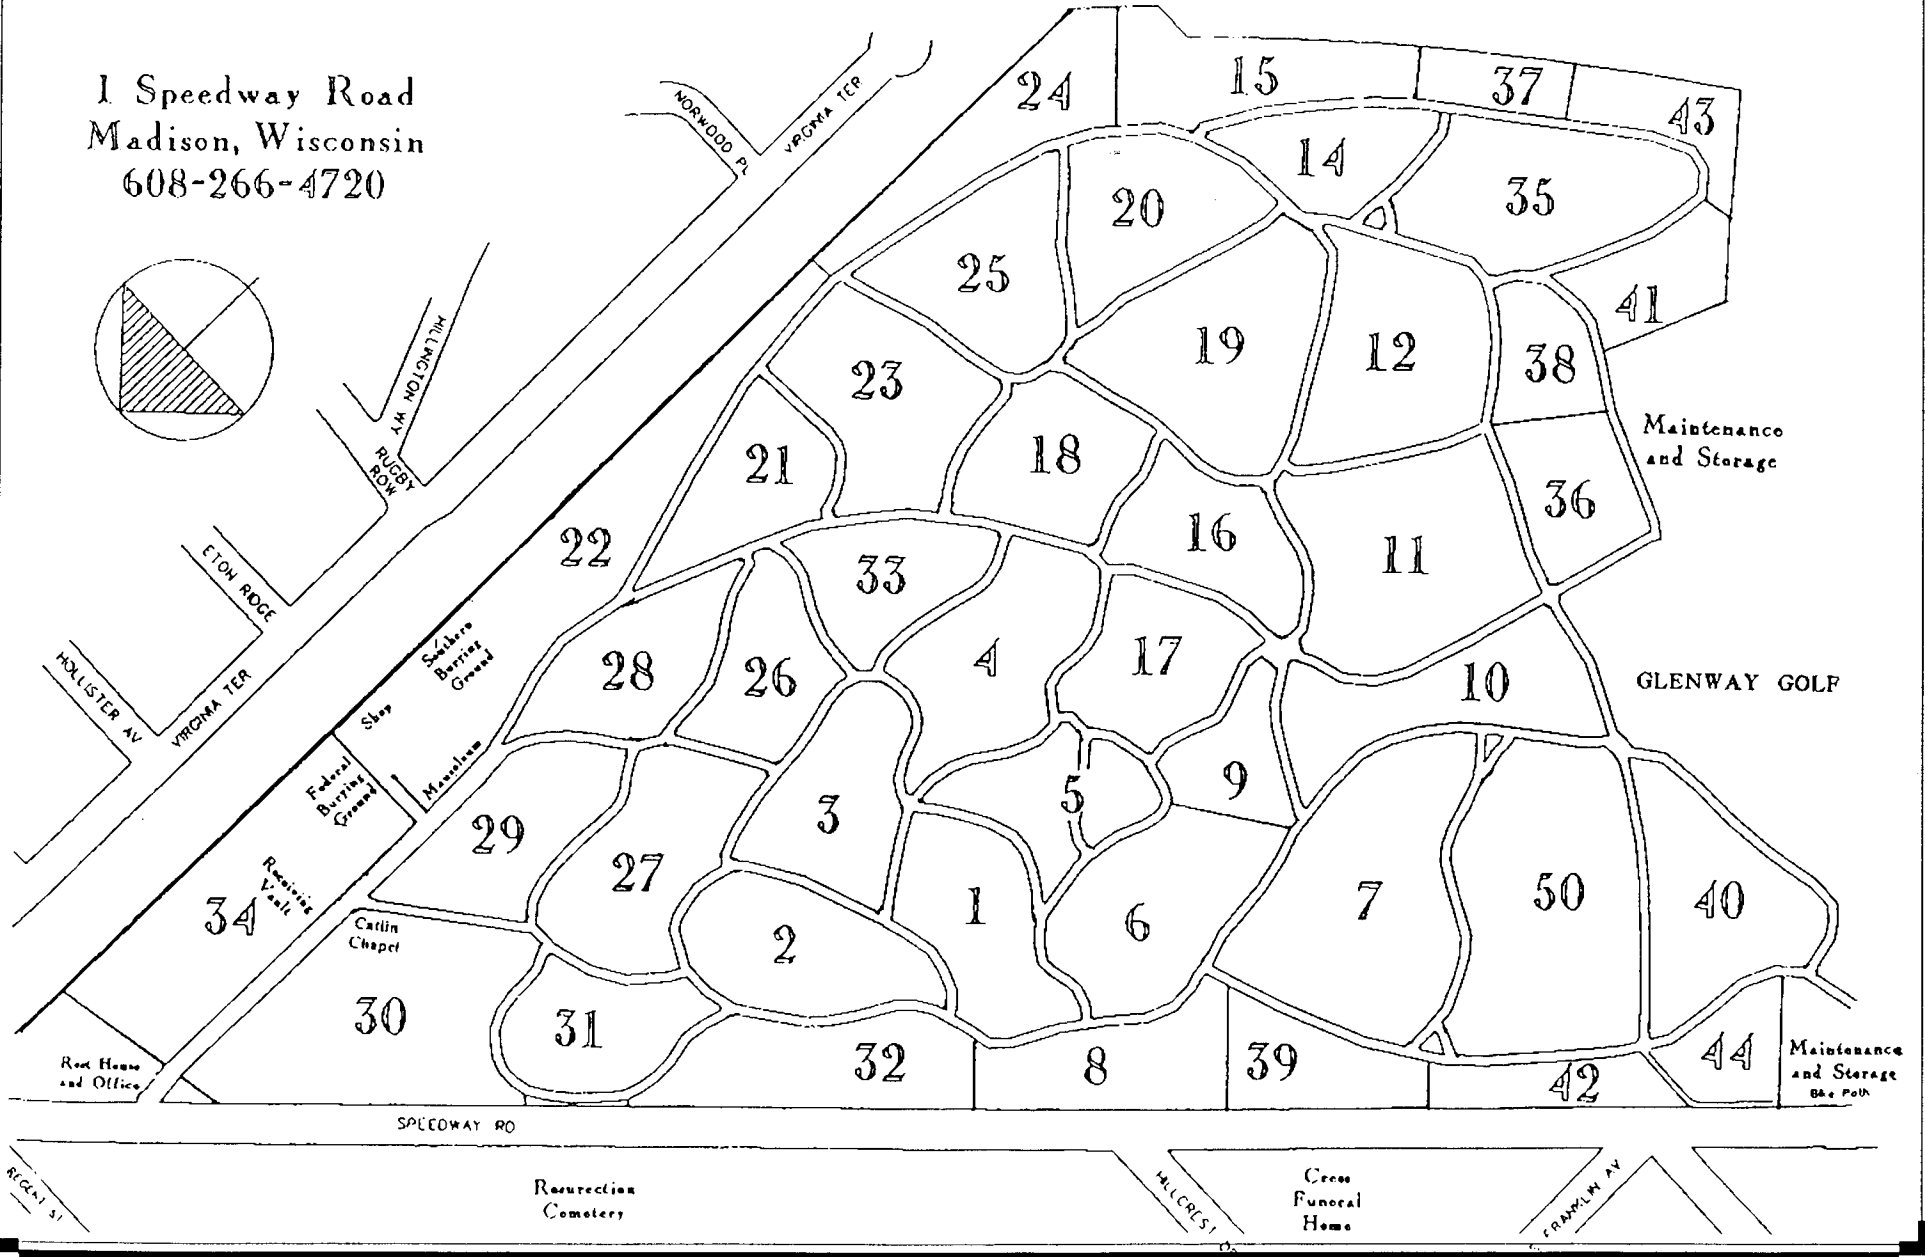 1 Speedway Road
Madison, Wisconsin
608-266-4720
NORWOOD PL
VIRGINIA TER
HILLINGTON WY
RUGBY
ROW
ETON RIDGE
HOLLISTER AV
VIRGINIA TER
24
15
37
43
14
35
20
25
41
19
12
38
23
Maintenance
and Storage
18
21
36
16
11
22
33
Southern
Burying
Ground
4
17
28
26
10
GLENWAY GOLF
Shop
Mausoleum
Federal
Burying
Ground
5
9
3
29
27
7
50
40
1
Receiving
Vault
34
6
2
Catlin
Chapel
30
31
32
8
39
42
44
Rest House
and Office
Maintenance
and Storage
Bike Path
SPEEDWAY RD
REGENT ST
Resurection
Cemetery
HILLCREST
Cress
Funeral
Home
FRANKLIN AV